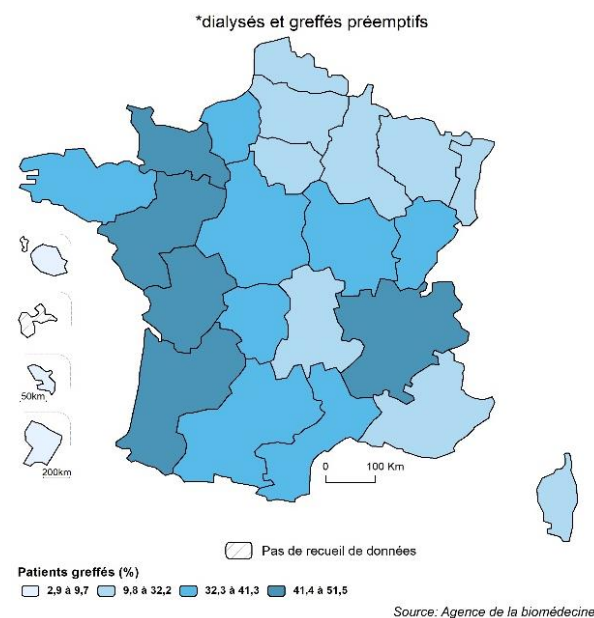 *dialysés et greffés préemptifs
50km
200km
0 100 Km
Pas de recueil de données
Patients greffés (%)
2,9 à 9,7 9,8 à 32,2 32,3 à 41,3 41,4 à 51,5
Source: Agence de la biomédecine